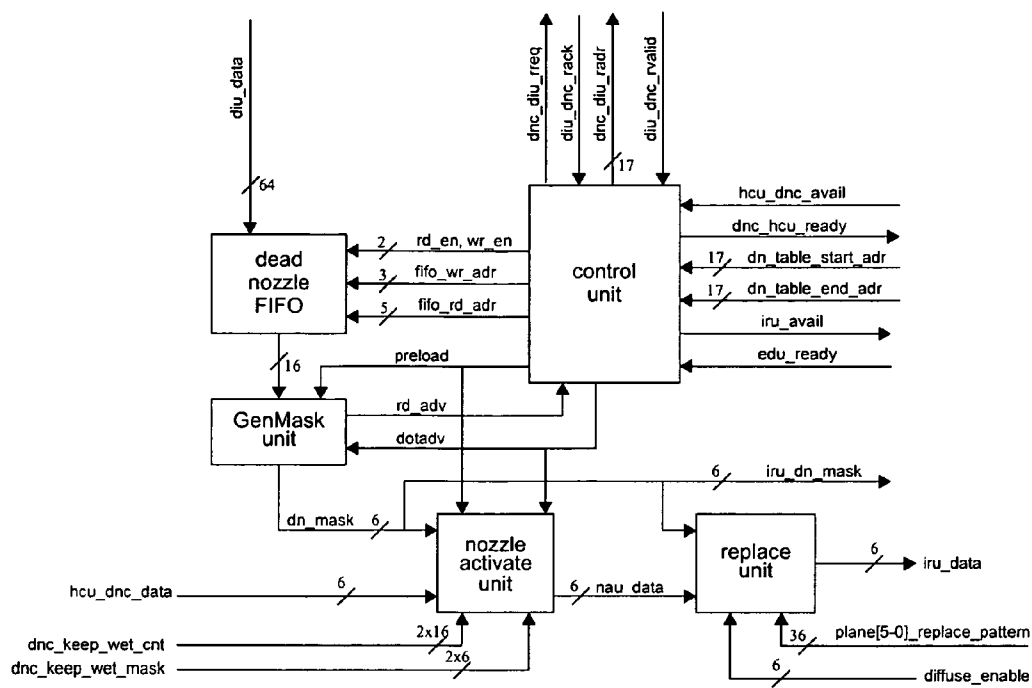 diu_data
dnc_diu_rreq
diu_dnc_rack
dnc_diu_radr
diu_dnc_rvalid
17
64
hcu_dnc_avail
dnc_hcu_ready
17 dn_table_start_adr
17 dn_table_end_adr
iru_avail
edu_ready
control
unit
dead
nozzle
FIFO
2 rd_en, wr_en
3 fifo_wr_adr
5 fifo_rd_adr
16
preload
GenMask
unit
rd_adv
dotadv
6 iru_dn_mask
dn_mask 6
nozzle
activate
unit
replace
unit
6 iru_data
hcu_dnc_data 6
6 nau_data
dnc_keep_wet_cnt 2x16
dnc_keep_wet_mask 2x6
36 plane[5-0]_replace_pattern
6 diffuse_enable